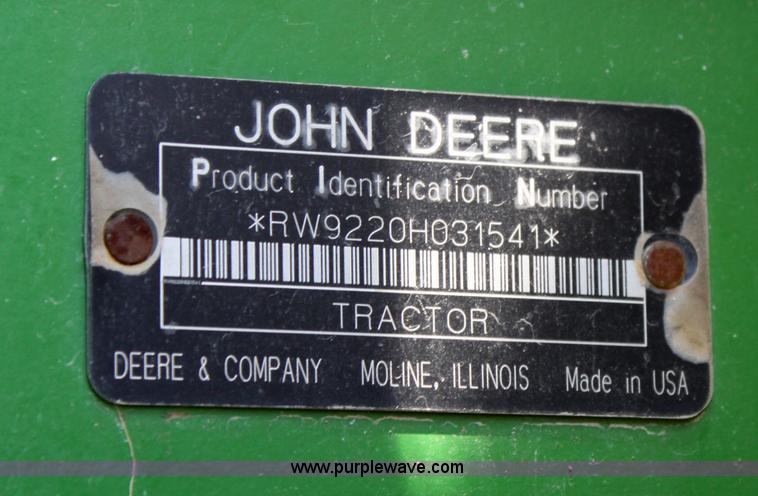 JOHN DEERE
Product Identification Number
*RW9220H031541*
TRACTOR
DEERE & COMPANY MOLINE, ILLINOIS Made in USA
www.purplewave.com